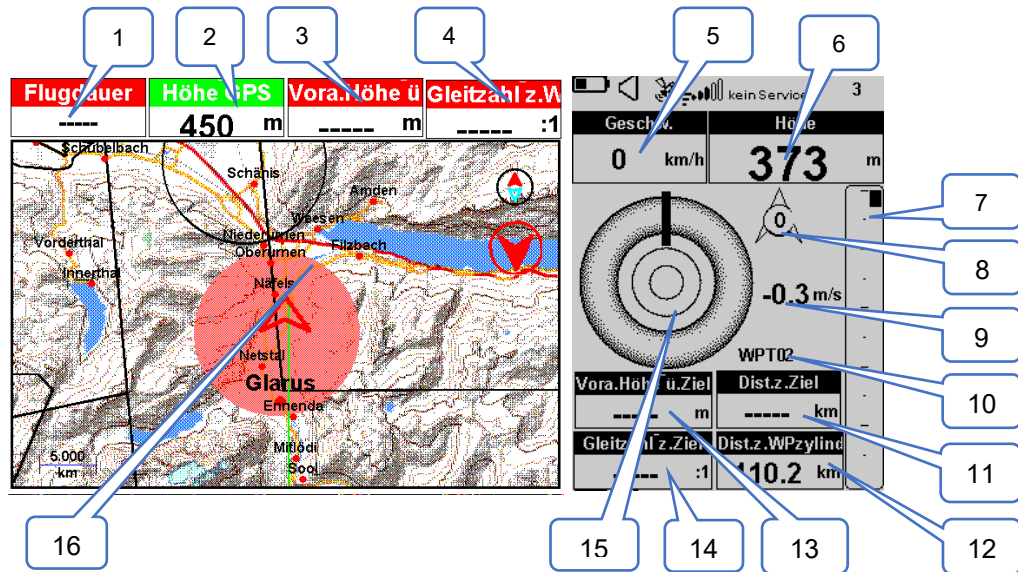 1
2
3
4
5
6
Flugdauer
-----
Höhe GPS
450 m
Vora.Höhe ü
----- m
Gleitzahl z.W
----- :1
Schübelbach
Schänis
Amden
Weesen
Vorderthal
Niederurnen
Filzbach
Oberurnen
Innerthal
Näfels
Netstal
Glarus
Ennenda
Mitlödi
Sool
5.000
km
kein Service
3
Geschw.
0 km/h
Höhe
373 m
0
-0.3 m/s
WPT02
Vora.Höhe ü.Ziel
----- m
Dist.z.Ziel
----- km
Gleitzahl z.Ziel
----- :1
Dist.z.WPzylind
110.2 km
7
8
9
10
11
12
13
14
15
16